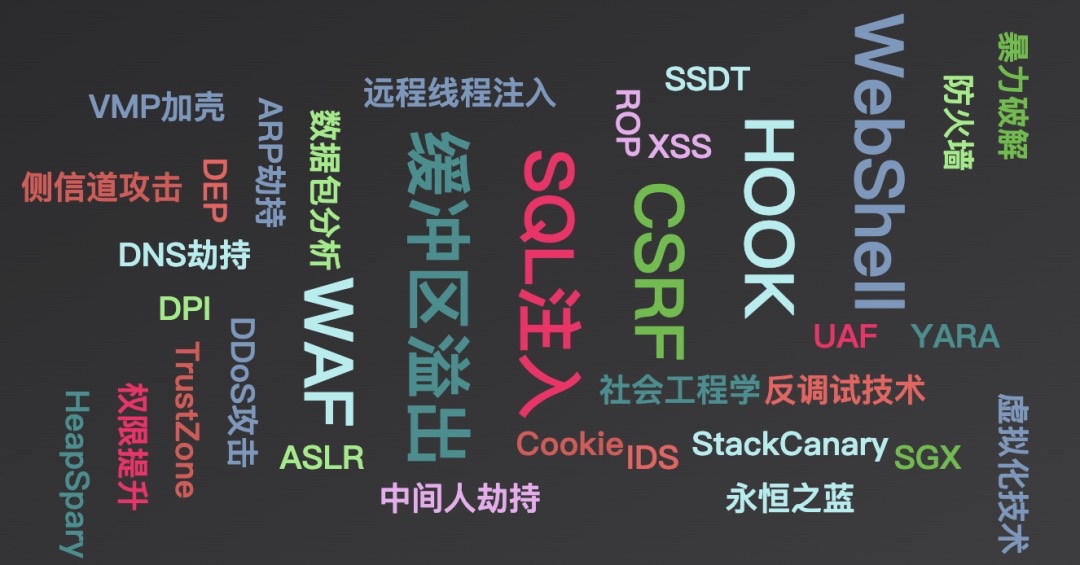 VMP加壳
远程线程注入
SSDT
WebShell
暴力破解
防火墙
ARP劫持
数据包分析
ROP
XSS
HOOK
侧信道攻击
DEP
缓冲区溢出
SQL注入
CSRF
DNS劫持
DPI
WAF
DDoS攻击
UAF
YARA
TrustZone
权限提升
HeapSpary
社会工程学
反调试技术
虚拟化技术
ASLR
Cookie
IDS
StackCanary
SGX
中间人劫持
永恒之蓝